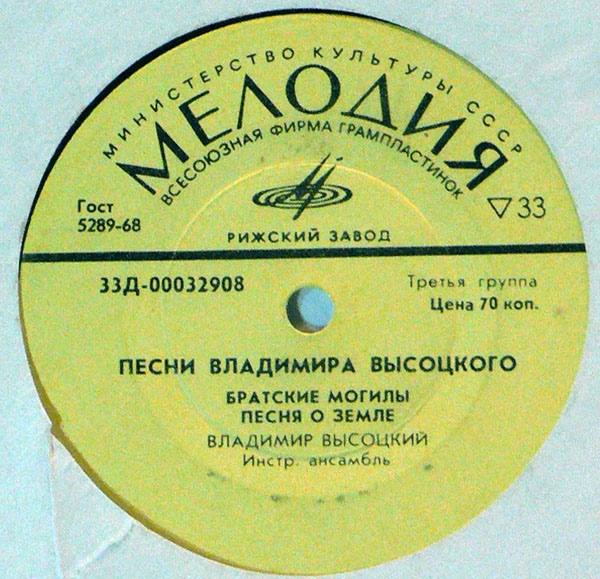 МИНИСТЕРСТВО КУЛЬТУРЫ СССР
МЕЛОДИЯ
ВСЕСОЮЗНАЯ ФИРМА ГРАМПЛАСТИНОК
Гост
5289-68
33
РИЖСКИЙ ЗАВОД
33Д-00032908
Третья группа
Цена 70 коп.
ПЕСНИ ВЛАДИМИРА ВЫСОЦКОГО
БРАТСКИЕ МОГИЛЫ
ПЕСНЯ О ЗЕМЛЕ
ВЛАДИМИР ВЫСОЦКИЙ
Инстр. ансамбль